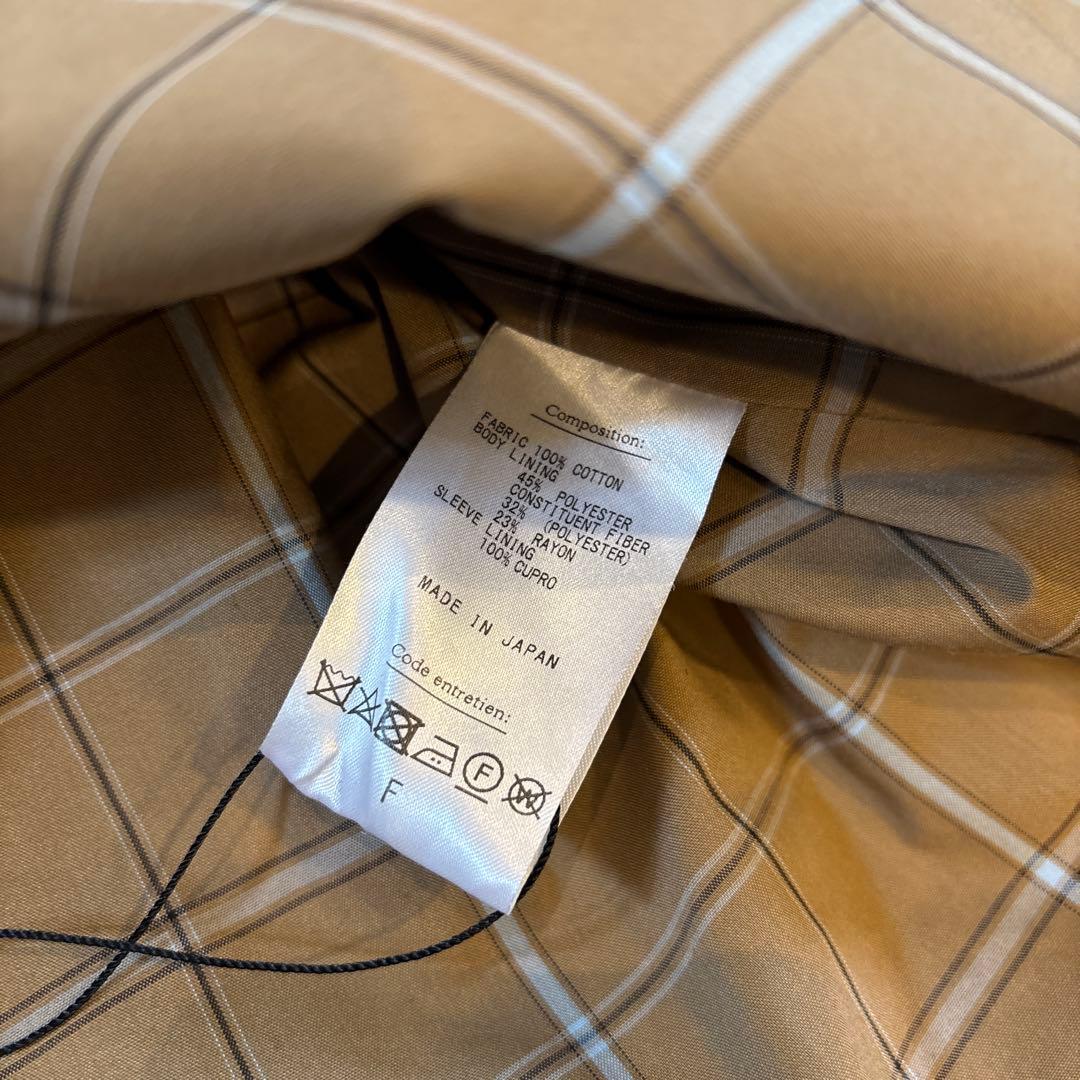 Composition:
FABRIC 100% COTTON
BODY LINING
45% POLYESTER
CONSTITUENT FIBER
32% (POLYESTER)
23% RAYON
SLEEVE LINING
100% CUPRO
MADE IN JAPAN
Code entretien:
F W
F